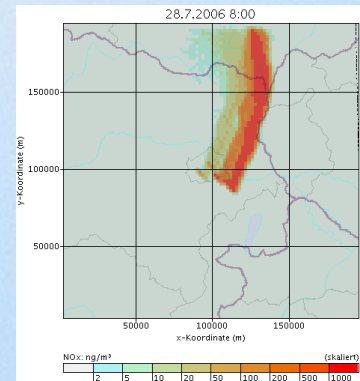 28.7.2006 8:00
y-Koordinate (m)
150000
100000
50000
50000 100000 150000
x-Koordinate (m)
NOx: ng/m³ (skaliert)
2 5 10 20 50 100 200 500 1000